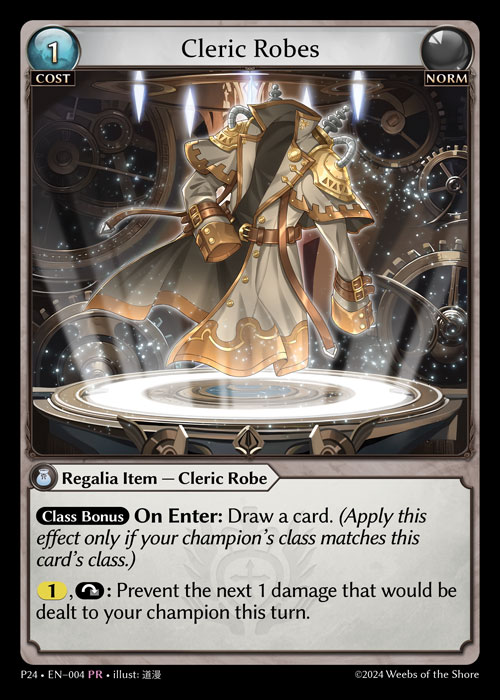 1
Cleric Robes
COST
NORM
Regalia Item — Cleric Robe
Class Bonus On Enter: Draw a card. (Apply this
effect only if your champion's class matches this
card's class.)
1, : Prevent the next 1 damage that would be
dealt to your champion this turn.
P24 • EN–004 PR • illust: 道漫
©2024 Weebs of the Shore